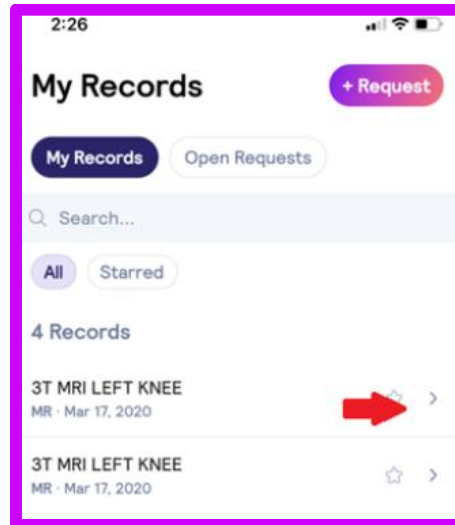 2:26
My Records
+ Request
My Records
Open Requests
Search...
All
Starred
4 Records
3T MRI LEFT KNEE
MR · Mar 17, 2020
3T MRI LEFT KNEE
MR · Mar 17, 2020